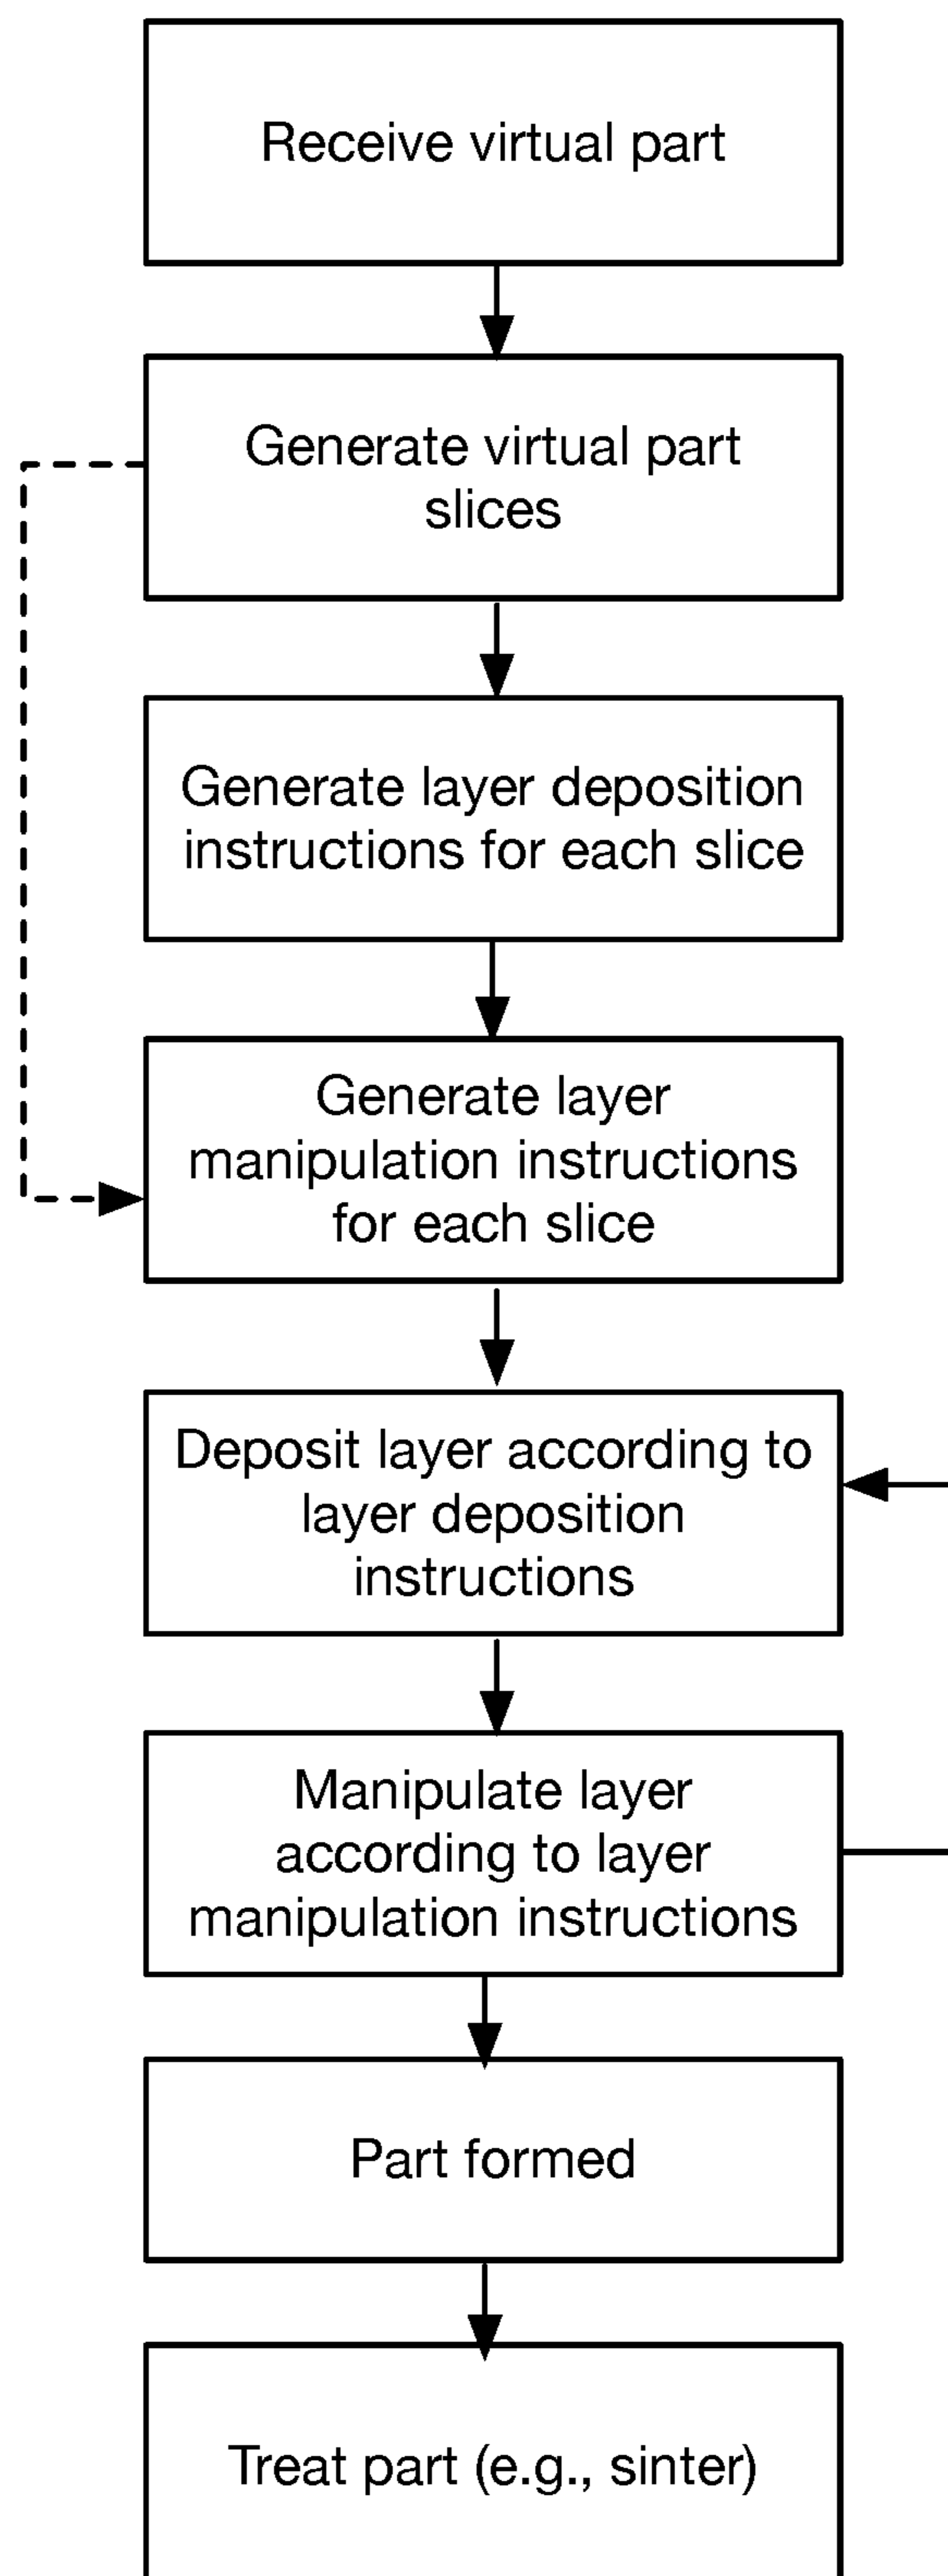 Receive virtual part
Generate virtual part
slices
Generate layer deposition
instructions for each slice
Generate layer
manipulation instructions
for each slice
Deposit layer according to
layer deposition
instructions
Manipulate layer
according to layer
manipulation instructions
Part formed
Treat part (e.g., sinter)